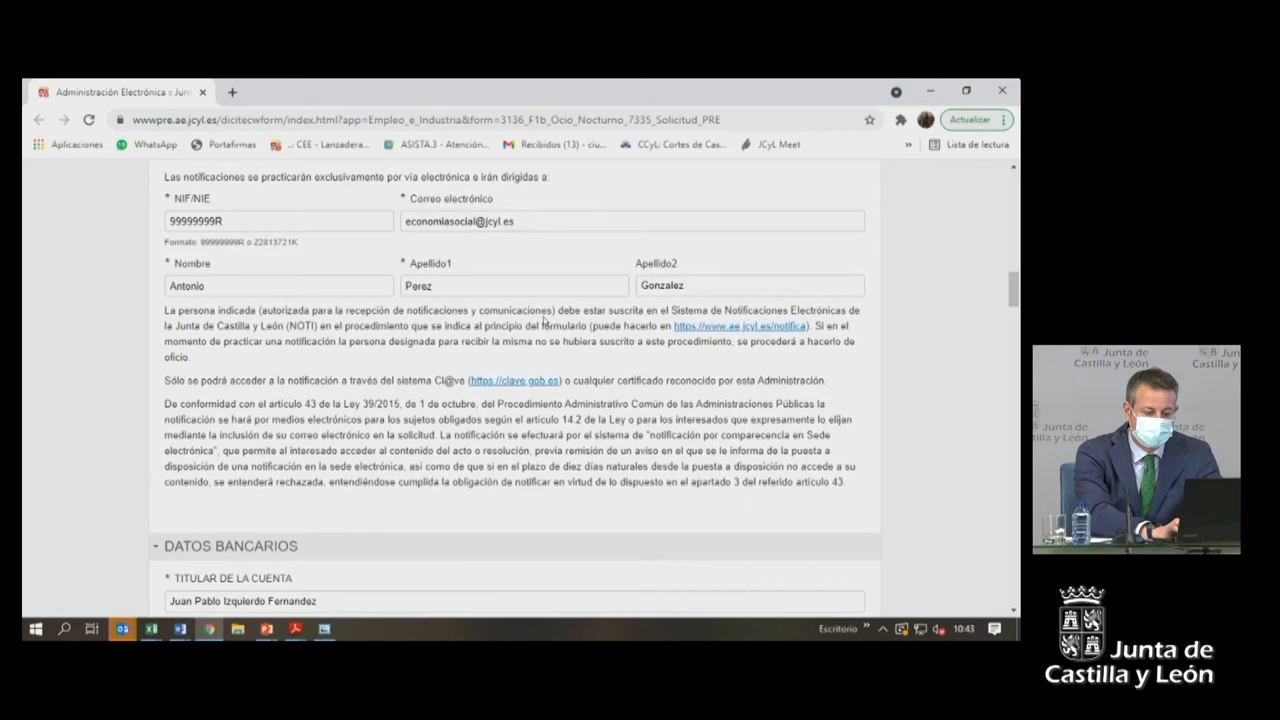 Administración Electrónica o Jun
wwwpre.ae.jcyl.es/dicitecwform/index.html?app=Empleo_e_Industria&form=3136_F1b_Ocio_Nocturno_7335_Solicitud_PRE
Actualizar
Aplicaciones WhatsApp Portafirmas ..: CEE - Lanzadera... ASISTA.3 - Atención... Recibidos (13) - ciu... CCyL: Cortes de Cas... JCyL Meet » Lista de lectura
Las notificaciones se practicarán exclusivamente por vía electrónica e irán dirigidas a:
* NIF/NIE * Correo electrónico
99999999R economiasocial@jcyl.es
Formato: 99999999R o Z2813721K
* Nombre * Apellido1 Apellido2
Antonio Perez Gonzalez
La persona indicada (autorizada para la recepción de notificaciones y comunicaciones) debe estar suscrita en el Sistema de Notificaciones Electrónicas de
la Junta de Castilla y León (NOTI) en el procedimiento que se indica al principio del formulario (puede hacerlo en https://www.ae.jcyl.es/notifica). Si en el
momento de practicar una notificación la persona designada para recibir la misma no se hubiera suscrito a este procedimiento, se procederá a hacerlo de
oficio.
Sólo se podrá acceder a la notificación a través del sistema Cl@ve (https://clave.gob.es) o cualquier certificado reconocido por esta Administración.
De conformidad con el artículo 43 de la Ley 39/2015, de 1 de octubre, del Procedimiento Administrativo Común de las Administraciones Públicas la
notificación se hará por medios electrónicos para los sujetos obligados según el artículo 14.2 de la Ley o para los interesados que expresamente lo elijan
mediante la inclusión de su correo electrónico en la solicitud. La notificación se efectuará por el sistema de "notificación por comparecencia en Sede
electrónica", que permite al interesado acceder al contenido del acto o resolución, previa remisión de un aviso en el que se le informa de la puesta a
disposición de una notificación en la sede electrónica, así como de que si en el plazo de diez días naturales desde la puesta a disposición no accede a su
contenido, se entenderá rechazada, entendiéndose cumplida la obligación de notificar en virtud de lo dispuesto en el apartado 3 del referido artículo 43.
DATOS BANCARIOS
* TITULAR DE LA CUENTA
Juan Pablo Izquierdo Fernandez
Escritorio » 10:43
Junta de
Castilla y León
Junta de
Castilla y León
Junta de
Castilla y León
Junta de
Castilla y León